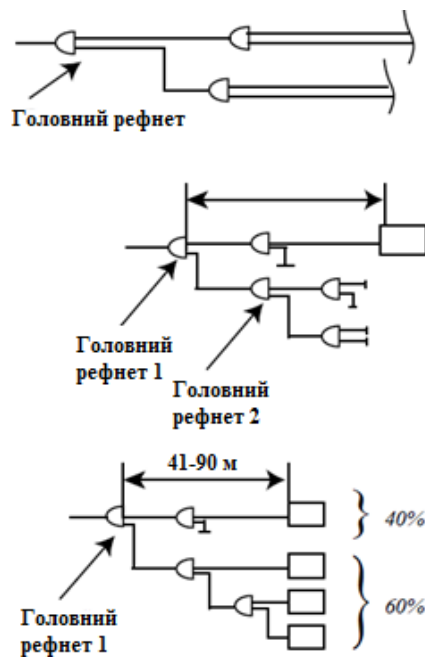 Головний рефнет
Головний
рефнет 1
Головний
рефнет 2
41-90 м
40%
60%
Головний
рефнет 1